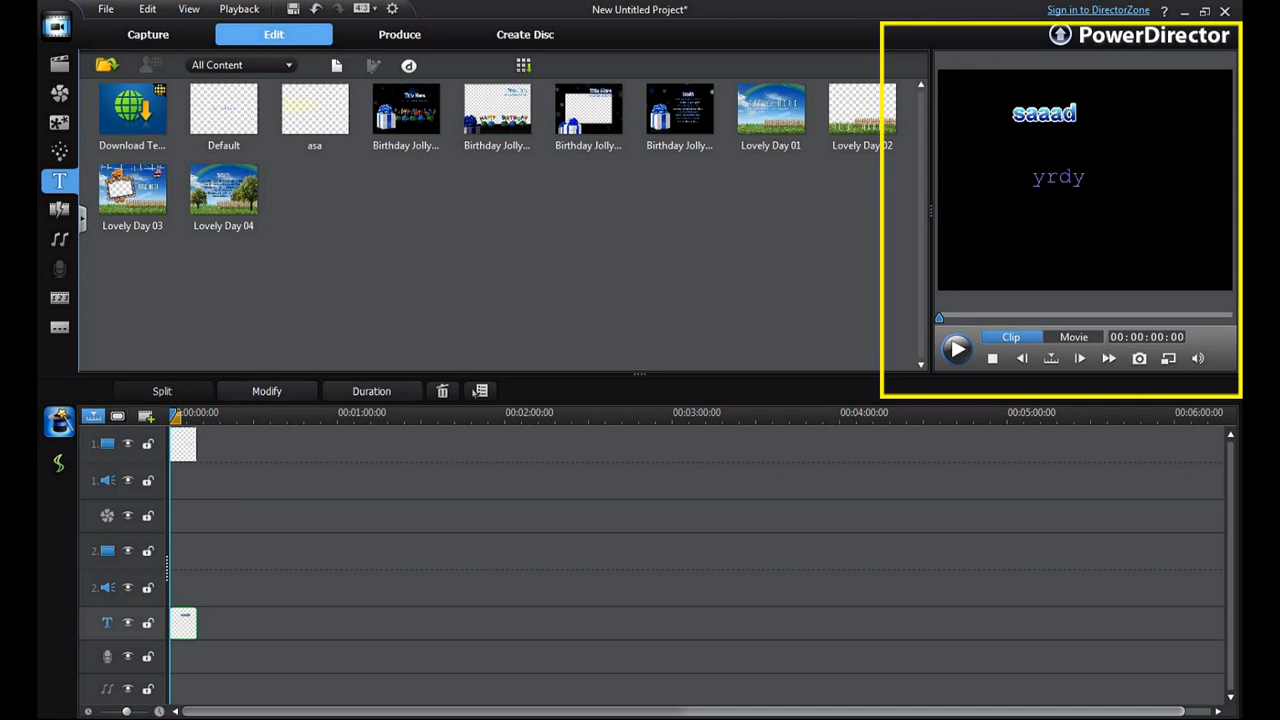 File Edit View Playback
New Untitled Project*
Sign in to DirectorZone ?
Capture Edit Produce Create Disc
PowerDirector
All Content
Download Te... Default asa Birthday Jolly... Birthday Jolly... Birthday Jolly... Birthday Jolly... Lovely Day 01 Lovely Day 02
Lovely Day 03 Lovely Day 04
saaad
yrdy
Clip Movie 00:00:00:00
Split Modify Duration
00:01:00:00 00:02:00:00 00:03:00:00 00:04:00:00 00:05:00:00 00:06:00:00
1.
1.
2.
2.
T